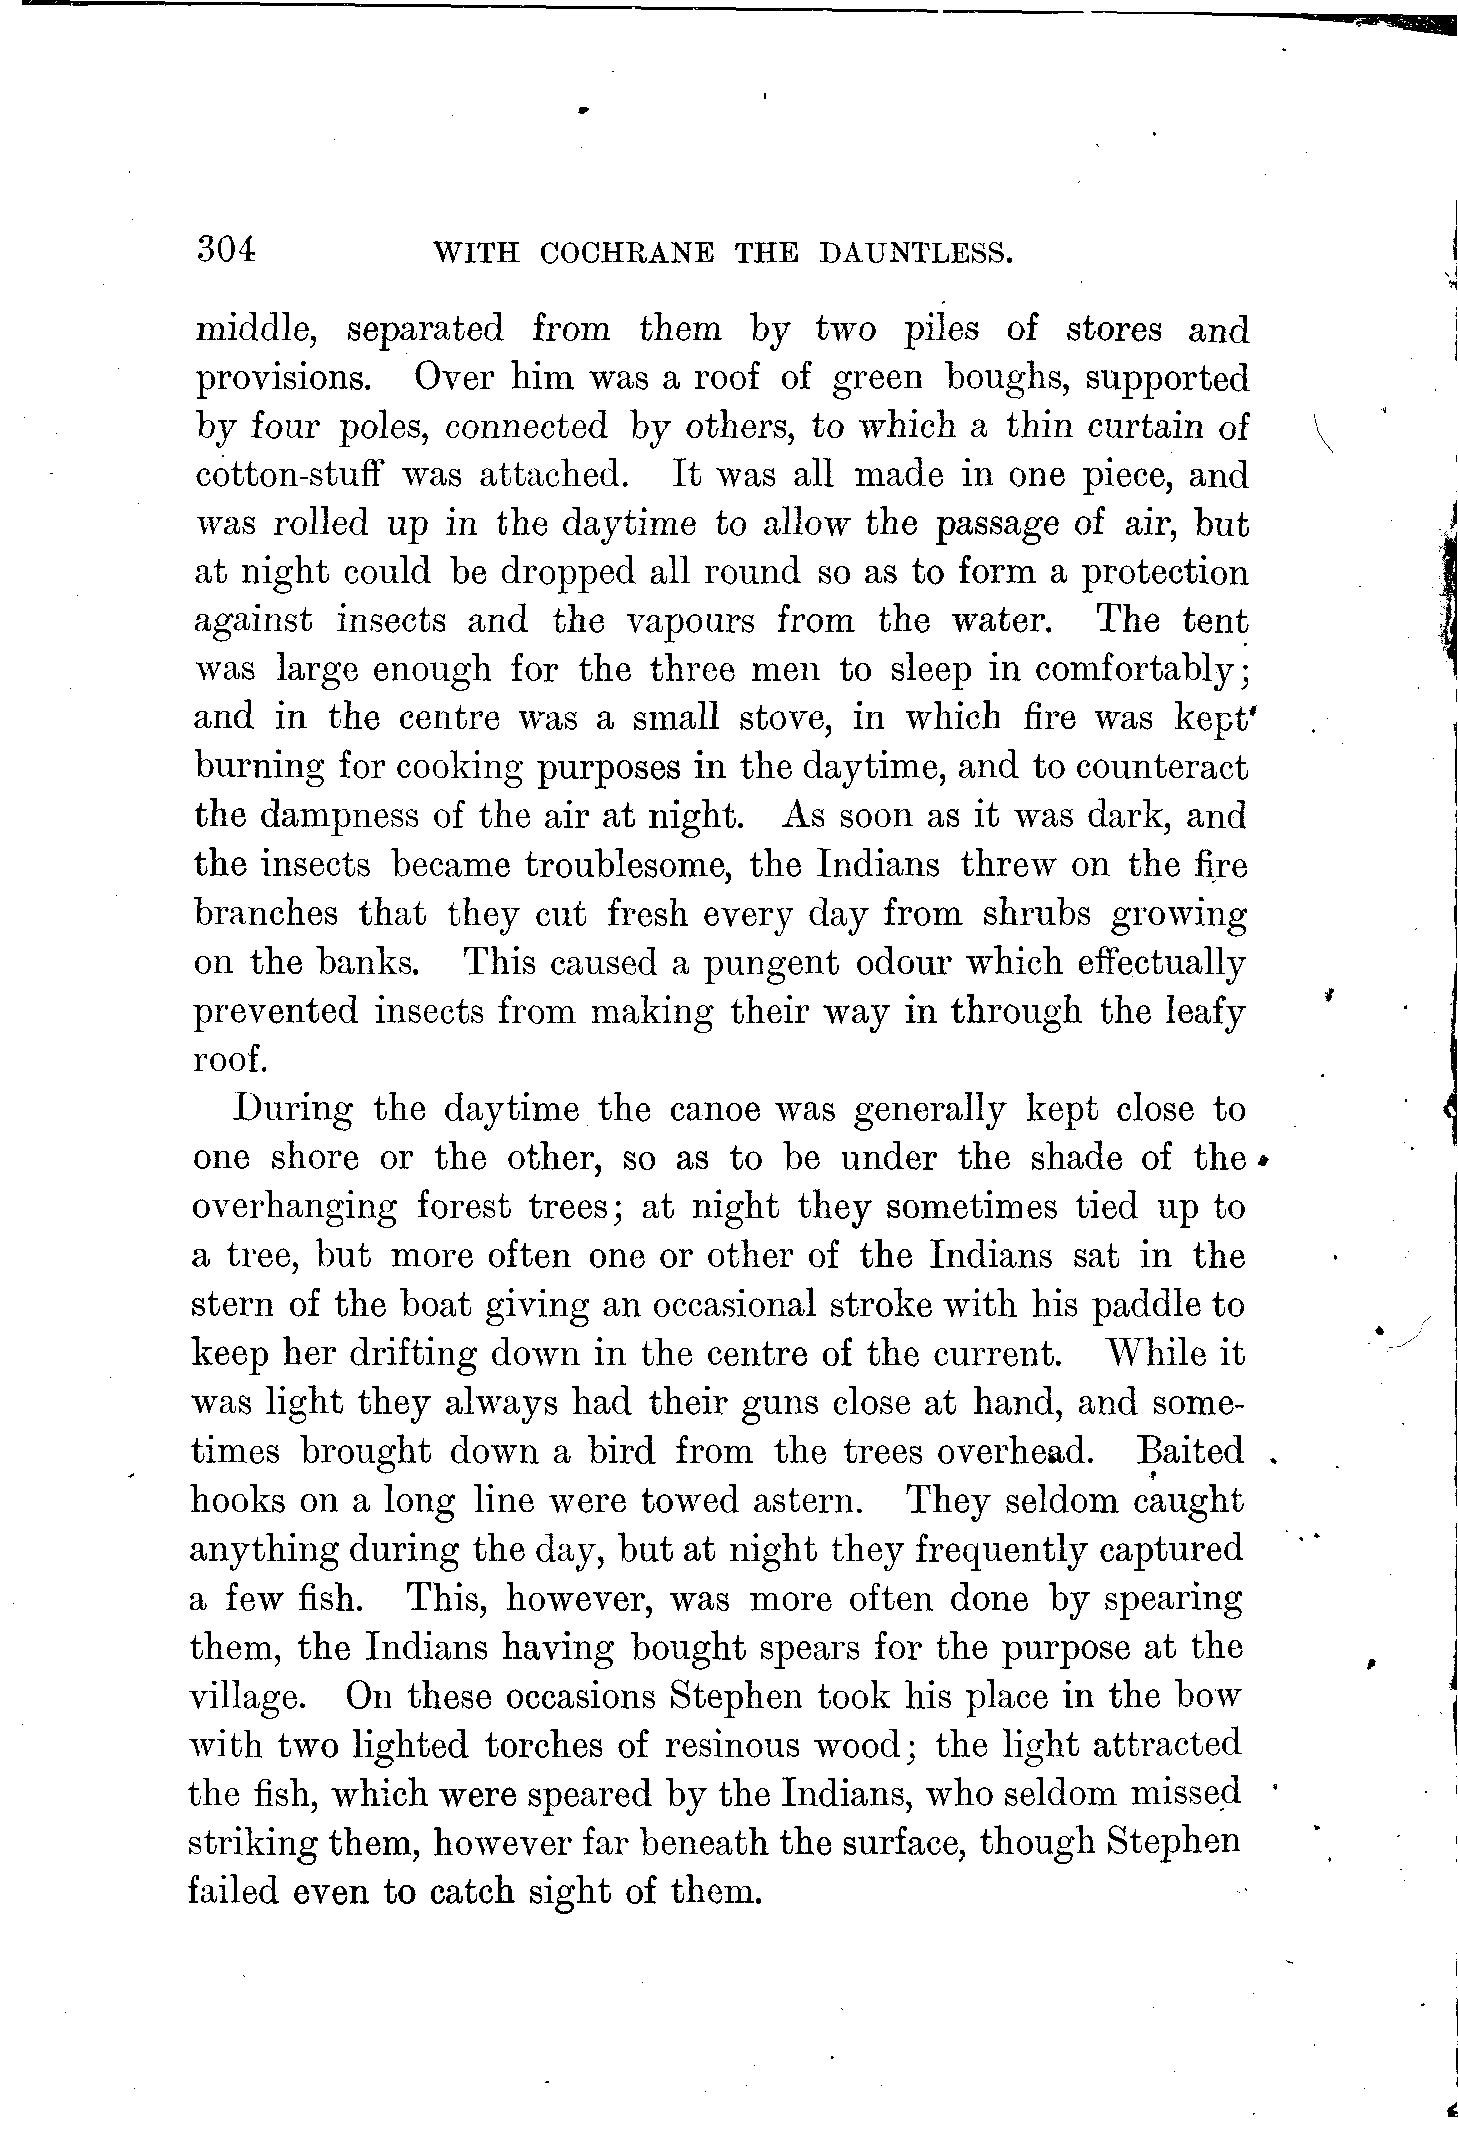 304 WITH COCHRANE THE DAUNTLESS.
middle, separated from them by two piles of stores and
provisions. Over him was a roof of green boughs, supported
by four poles, connected by others, to which a thin curtain of
cotton-stuff was attached. It was all made in one piece, and
was rolled up in the daytime to allow the passage of air, but
at night could be dropped all round so as to form a protection
against insects and the vapours from the water. The tent
was large enough for the three men to sleep in comfortably;
and in the centre was a small stove, in which fire was kept
burning for cooking purposes in the daytime, and to counteract
the dampness of the air at night. As soon as it was dark, and
the insects became troublesome, the Indians threw on the fire
branches that they cut fresh every day from shrubs growing
on the banks. This caused a pungent odour which effectually
prevented insects from making their way in through the leafy
roof.
During the daytime the canoe was generally kept close to
one shore or the other, so as to be under the shade of the
overhanging forest trees; at night they sometimes tied up to
a tree, but more often one or other of the Indians sat in the
stern of the boat giving an occasional stroke with his paddle to
keep her drifting down in the centre of the current. While it
was light they always had their guns close at hand, and some-
times brought down a bird from the trees overhead. Baited
hooks on a long line were towed astern. They seldom caught
anything during the day, but at night they frequently captured
a few fish. This, however, was more often done by spearing
them, the Indians having bought spears for the purpose at the
village. On these occasions Stephen took his place in the bow
with two lighted torches of resinous wood; the light attracted
the fish, which were speared by the Indians, who seldom missed
striking them, however far beneath the surface, though Stephen
failed even to catch sight of them.